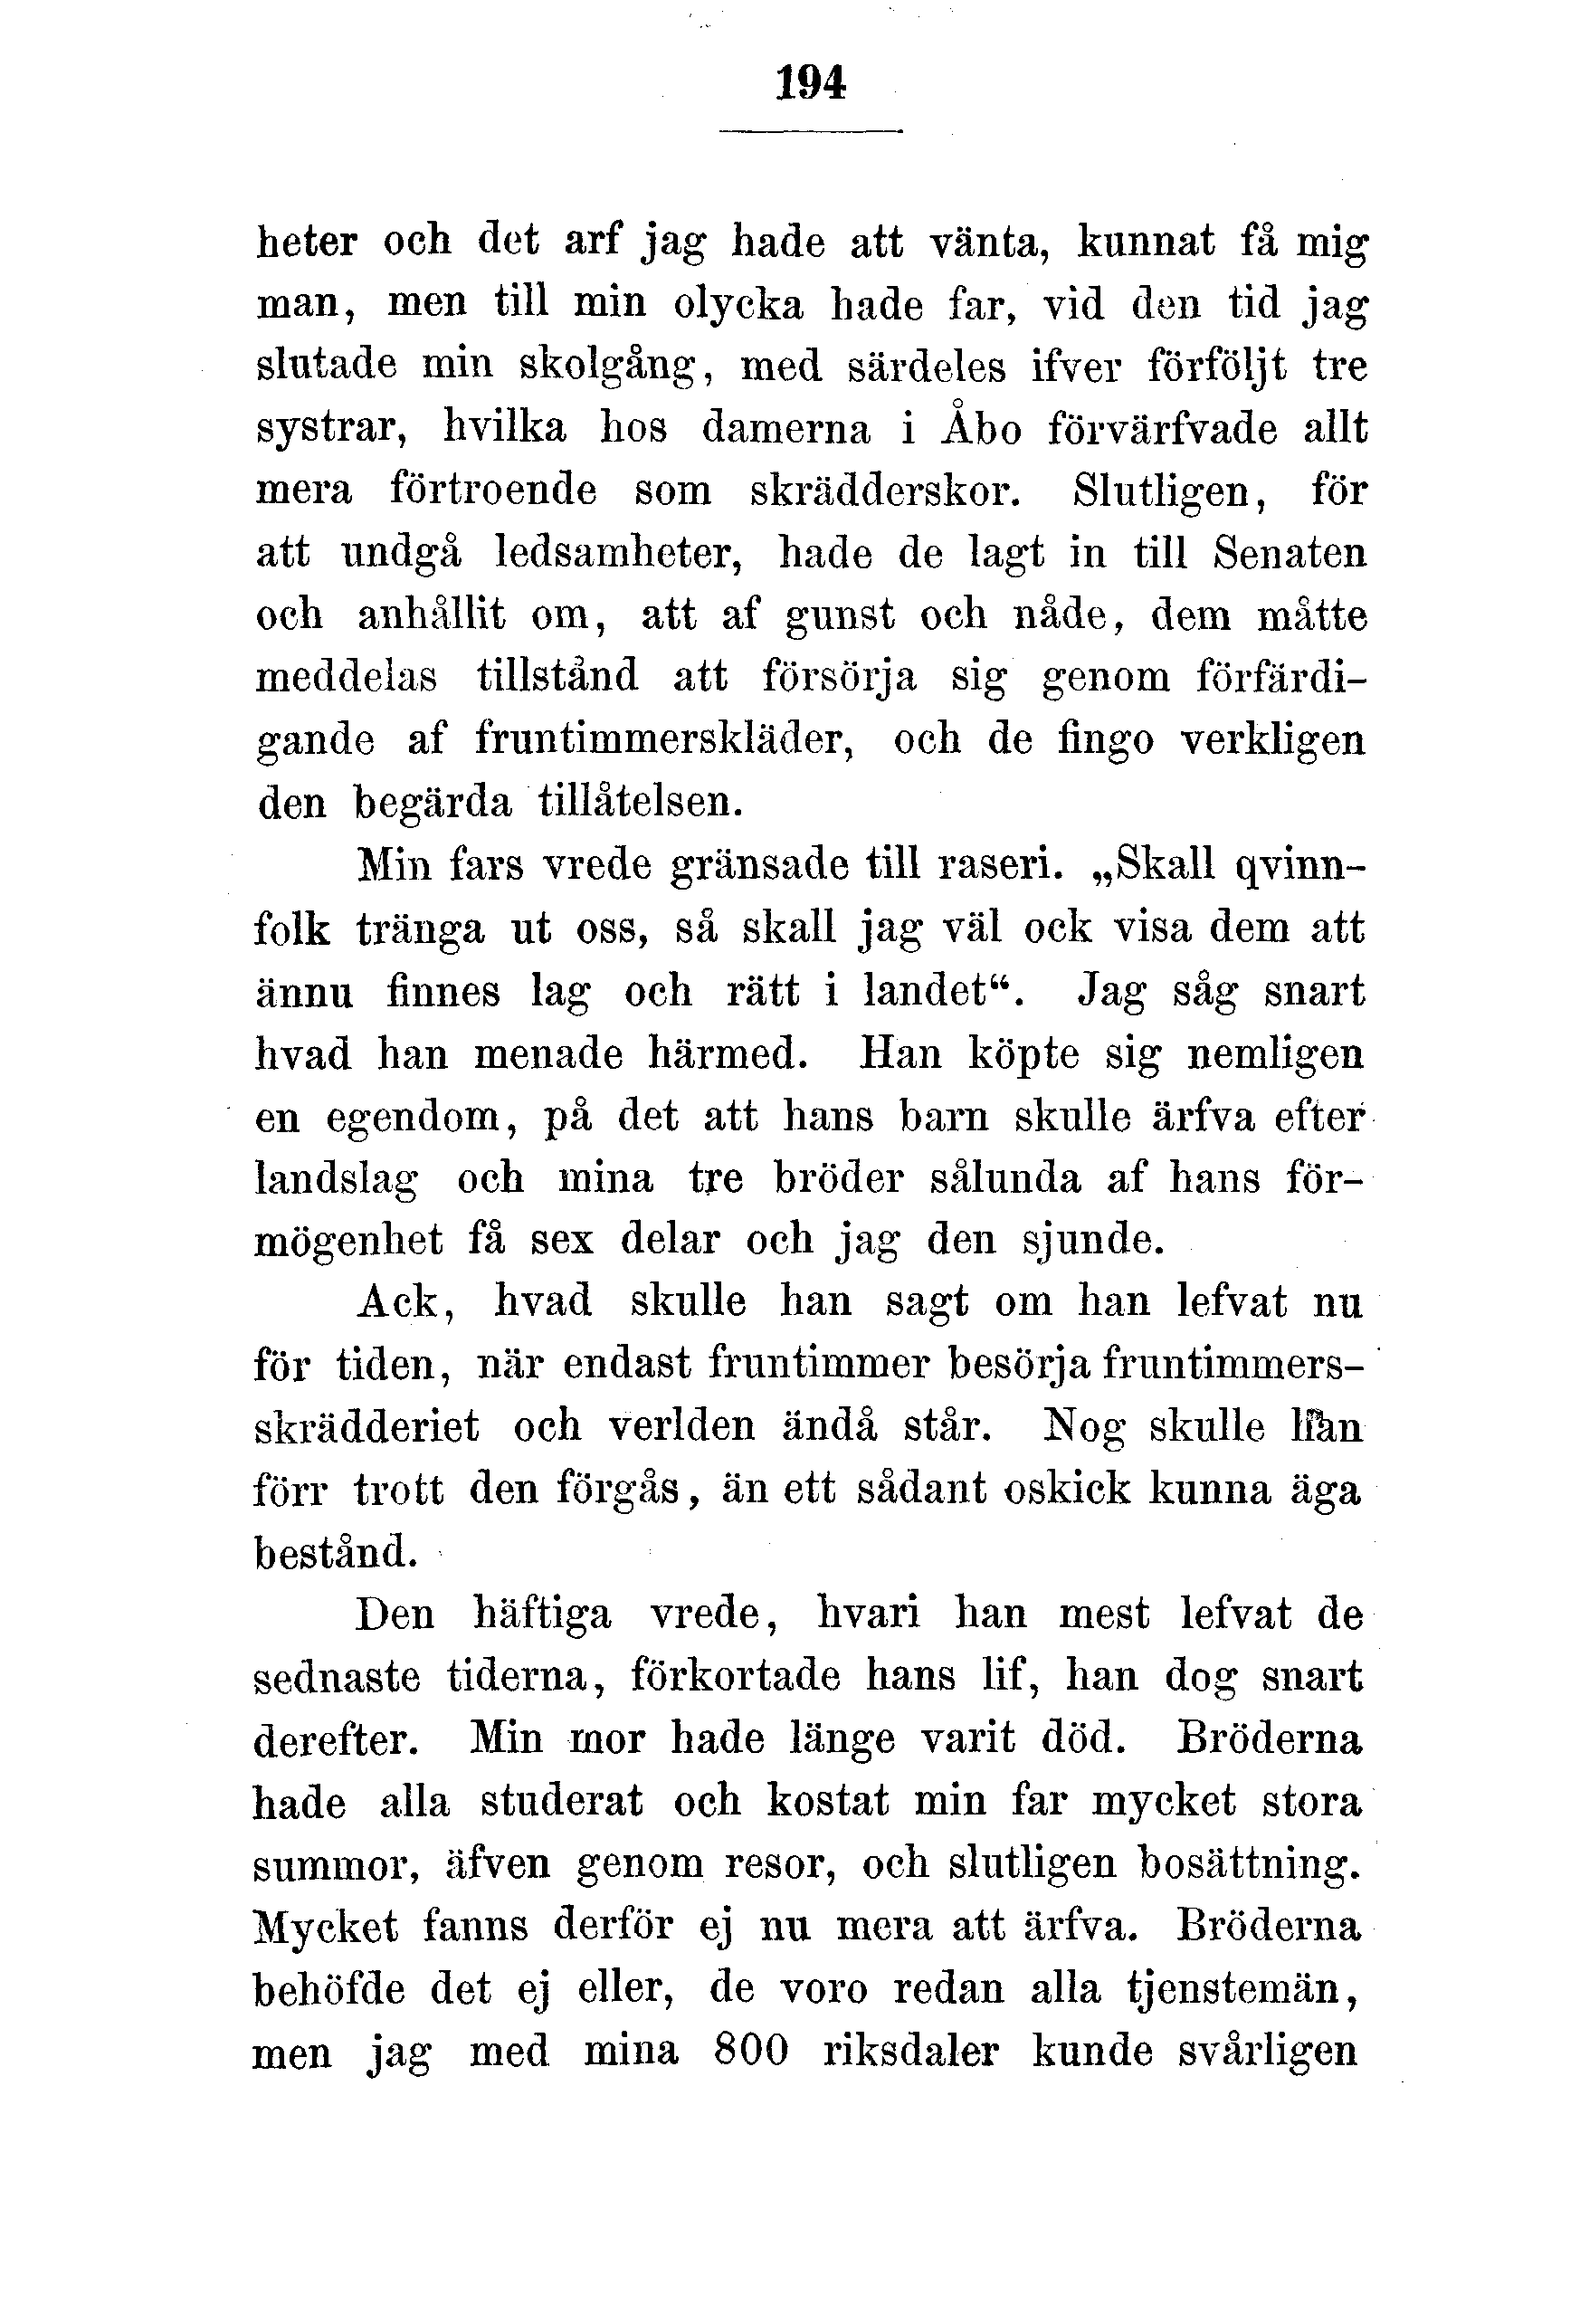 194
heter och det arf jag hade att vänta, kunnat få mig
man, men till min olycka hade far, vid den tid jag
slutade min skolgång, med särdeles ifver förföljt tre
systrar, hvilka hos damerna i Åbo förvärfvade allt
mera förtroende som skrädderskor. Slutligen, för
att undgå ledsamheter, hade de lagt in till Senaten
och anhållit om, att af gunst och nåde, dem måtte
meddelas tillstånd att försörja sig genom förfärdi-
gande af fruntimmerskläder, och de fingo verkligen
den begärda tillåtelsen.
Min fars vrede gränsade till raseri. „Skall qvinn-
folk tränga ut oss, så skall jag väl ock visa dem att
ännu finnes lag och rätt i landet“. Jag såg snart
hvad han menade härmed. Han köpte sig nemligen
en egendom, på det att hans barn skulle ärfva efter
landslag och mina tre bröder sålunda af hans för-
mögenhet få sex delar och jag den sjunde.
Ack, hvad skulle han sagt om han lefvat nu
för tiden, när endast fruntimmer besörja fruntimmers-
skrädderiet och verlden ändå står. Nog skulle han
förr trott den förgås, än ett sådant oskick kunna äga
bestånd.
Den häftiga vrede, hvari han mest lefvat de
sednaste tiderna, förkortade hans lif, han dog snart
derefter. Min mor hade länge varit död. Bröderna
hade alla studerat och kostat min far mycket stora
summor, äfven genom resor, och slutligen bosättning.
Mycket fanns derför ej nu mera att ärfva. Bröderna
behöfde det ej eller, de voro redan alla tjenstemän,
men jag med mina 800 riksdaler kunde svårligen